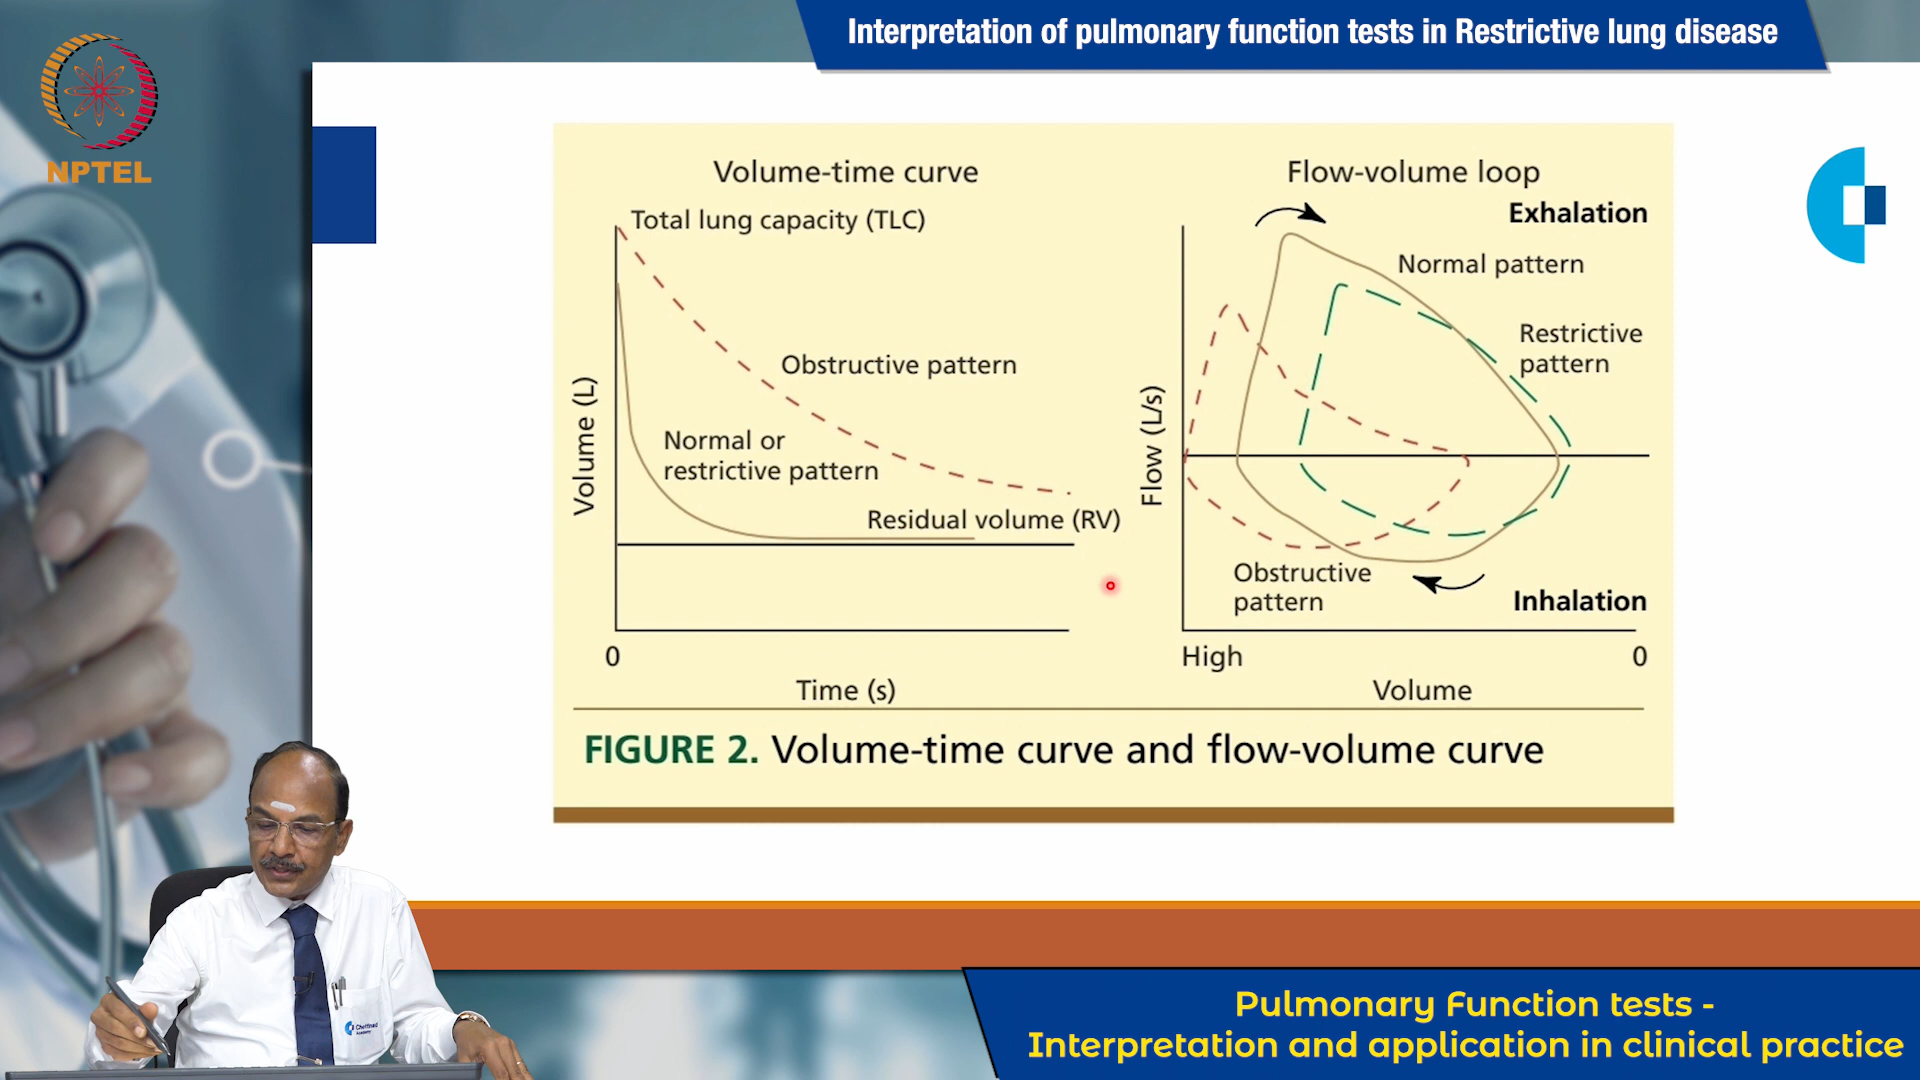 Interpretation of pulmonary function tests in Restrictive lung disease
NPTEL
Volume-time curve
Total lung capacity (TLC)
Obstructive pattern
Normal or
restrictive pattern
Residual volume (RV)
Volume (L)
0
Time (s)
Flow-volume loop
Exhalation
Normal pattern
Restrictive
pattern
Flow (L/s)
Obstructive
pattern
Inhalation
High
0
Volume
FIGURE 2. Volume-time curve and flow-volume curve
Chettinad
Academy
Pulmonary Function tests -
Interpretation and application in clinical practice